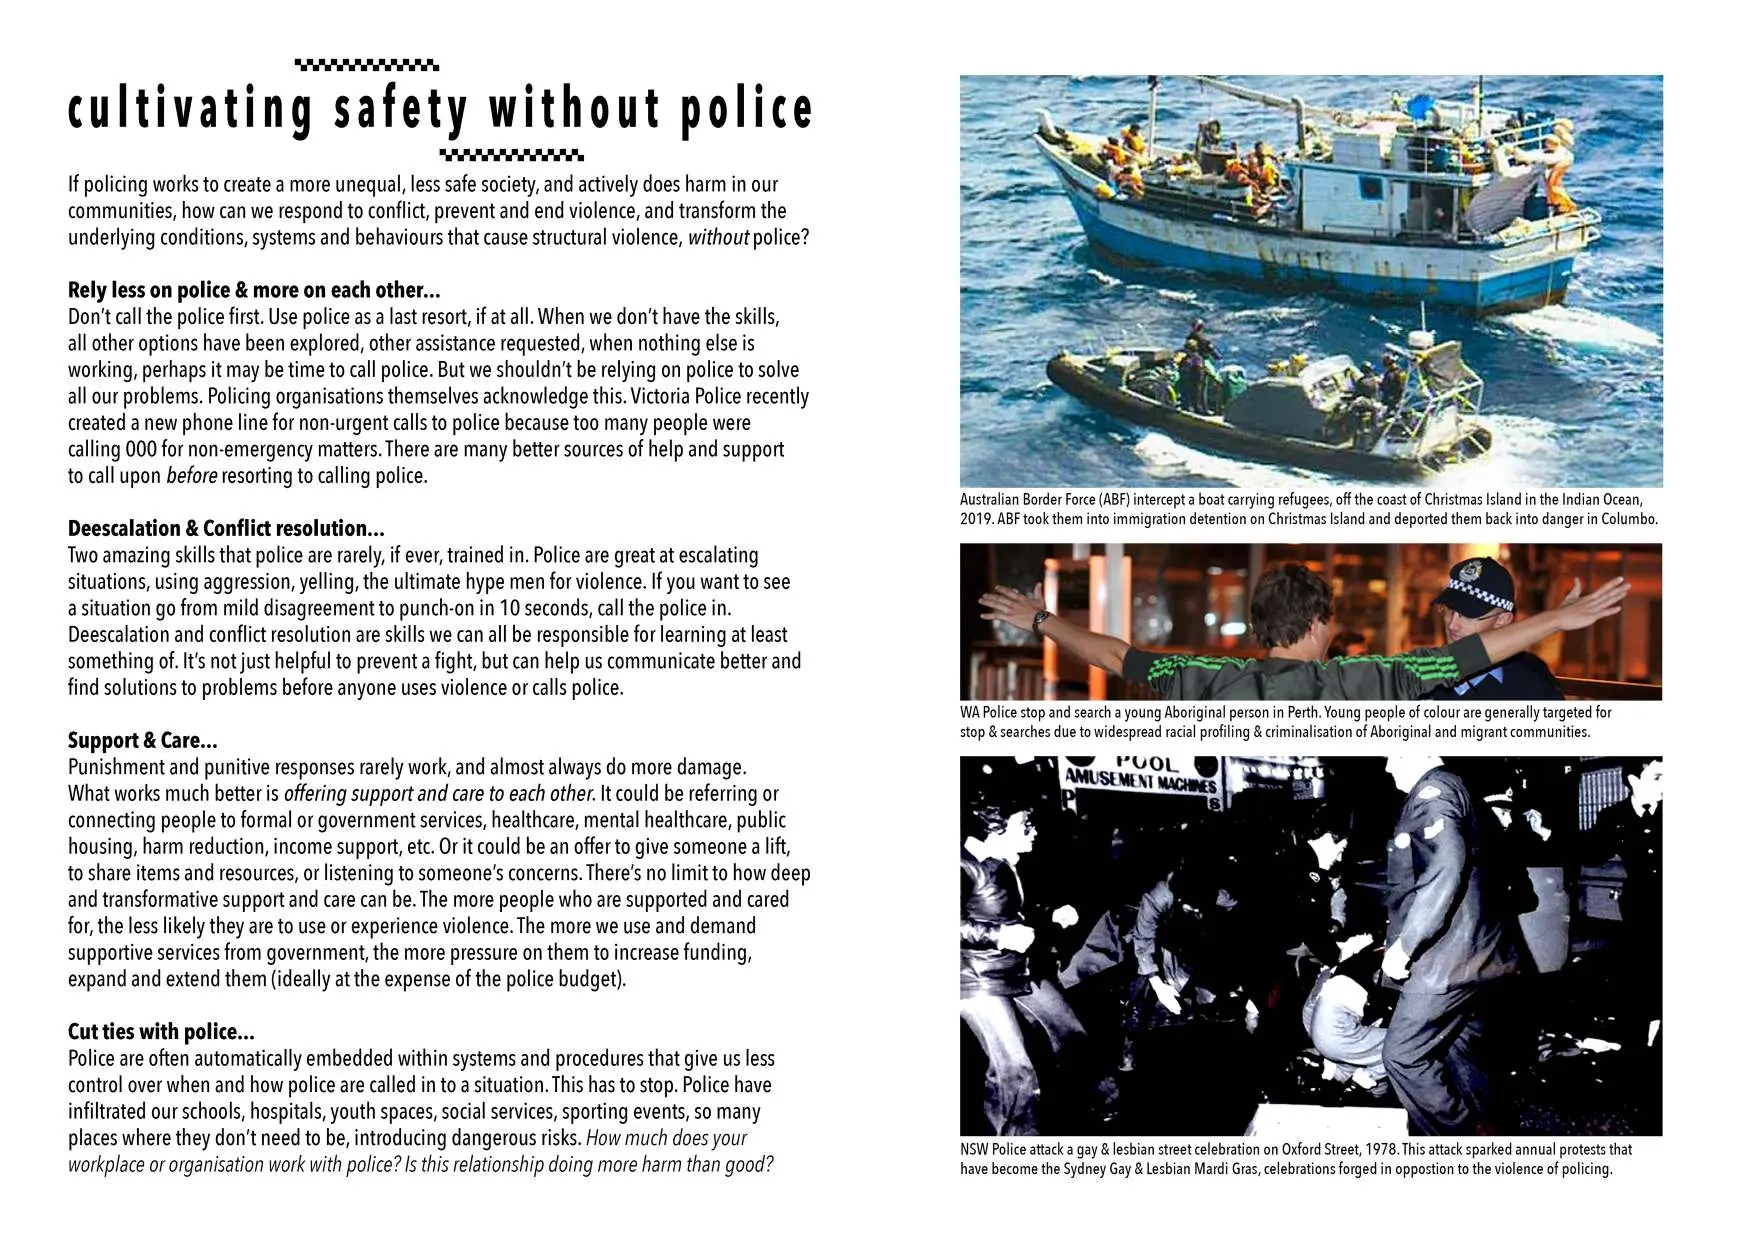 cultivating safety without police
If policing works to create a more unequal, less safe society, and actively does harm in our
communities, how can we respond to conflict, prevent and end violence, and transform the
underlying conditions, systems and behaviours that cause structural violence, without police?
Rely less on police & more on each other...
Don't call the police first. Use police as a last resort, if at all. When we don't have the skills,
all other options have been explored, other assistance requested, when nothing else is
working, perhaps it may be time to call police. But we shouldn't be relying on police to solve
all our problems. Policing organisations themselves acknowledge this. Victoria Police recently
created a new phone line for non-urgent calls to police because too many people were
calling 000 for non-emergency matters. There are many better sources of help and support
to call upon before resorting to calling police.
Deescalation & Conflict resolution...
Two amazing skills that police are rarely, if ever, trained in. Police are great at escalating
situations, using aggression, yelling, the ultimate hype men for violence. If you want to see
a situation go from mild disagreement to punch-on in 10 seconds, call the police in.
Deescalation and conflict resolution are skills we can all be responsible for learning at least
something of. It's not just helpful to prevent a fight, but can help us communicate better and
find solutions to problems before anyone uses violence or calls police.
Support & Care...
Punishment and punitive responses rarely work, and almost always do more damage.
What works much better is offering support and care to each other. It could be referring or
connecting people to formal or government services, healthcare, mental healthcare, public
housing, harm reduction, income support, etc. Or it could be an offer to give someone a lift,
to share items and resources, or listening to someone's concerns. There's no limit to how deep
and transformative support and care can be. The more people who are supported and cared
for, the less likely they are to use or experience violence. The more we use and demand
supportive services from government, the more pressure on them to increase funding,
expand and extend them (ideally at the expense of the police budget).
Cut ties with police...
Police are often automatically embedded within systems and procedures that give us less
control over when and how police are called in to a situation. This has to stop. Police have
infiltrated our schools, hospitals, youth spaces, social services, sporting events, so many
places where they don't need to be, introducing dangerous risks. How much does your
workplace or organisation work with police? Is this relationship doing more harm than good?
Australian Border Force (ABF) intercept a boat carrying refugees, off the coast of Christmas Island in the Indian Ocean,
2019. ABF took them into immigration detention on Christmas Island and deported them back into danger in Columbo.
WA Police stop and search a young Aboriginal person in Perth. Young people of colour are generally targeted for
stop & searches due to widespread racial profiling & criminalisation of Aboriginal and migrant communities.
POOL
AMUSEMENT MACHINES
P S
NSW Police attack a gay & lesbian street celebration on Oxford Street, 1978. This attack sparked annual protests that
have become the Sydney Gay & Lesbian Mardi Gras, celebrations forged in oppostion to the violence of policing.